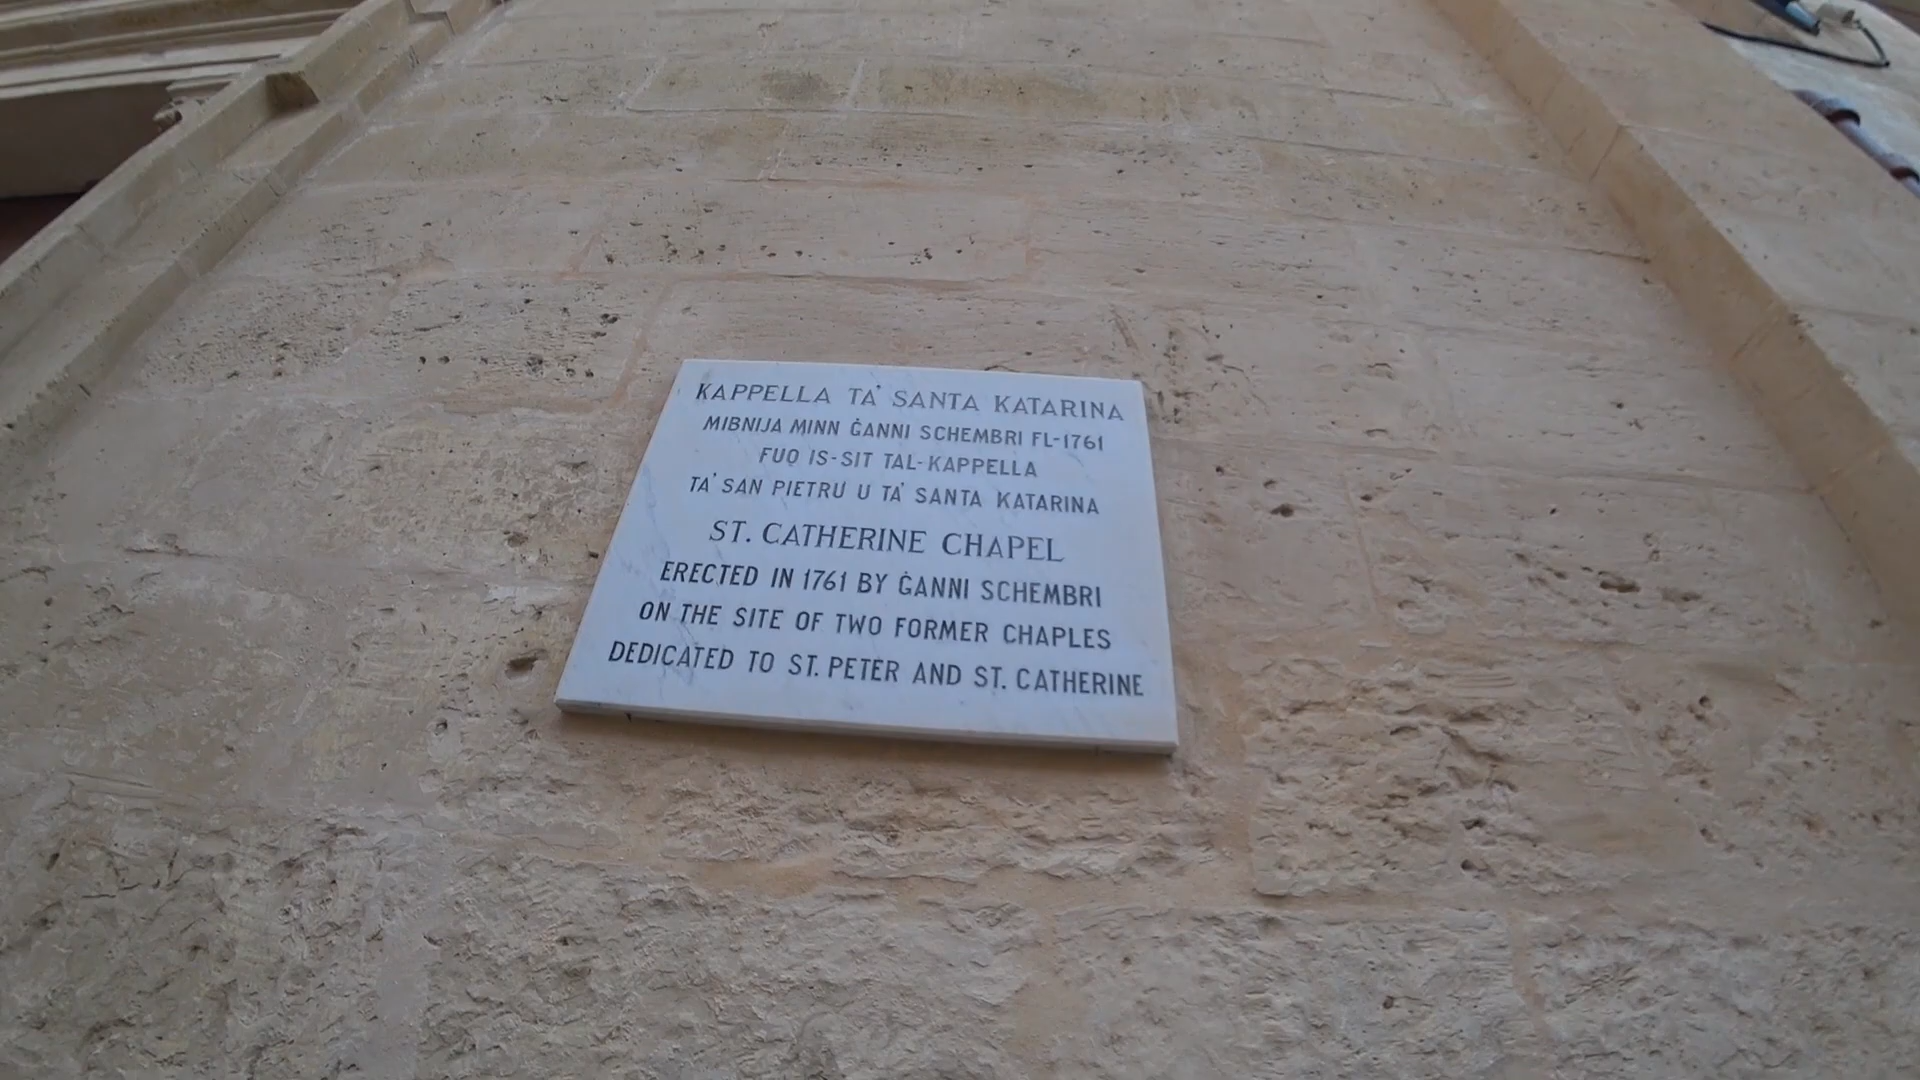 KAPPELLA TA' SANTA KATARINA
MIBNIJA MINN ĠANNI SCHEMBRI FL-1761
FUQ IS-SIT TAL-KAPPELLA
TA' SAN PIETRU U TA' SANTA KATARINA
ST. CATHERINE CHAPEL
ERECTED IN 1761 BY ĠANNI SCHEMBRI
ON THE SITE OF TWO FORMER CHAPLES
DEDICATED TO ST. PETER AND ST. CATHERINE